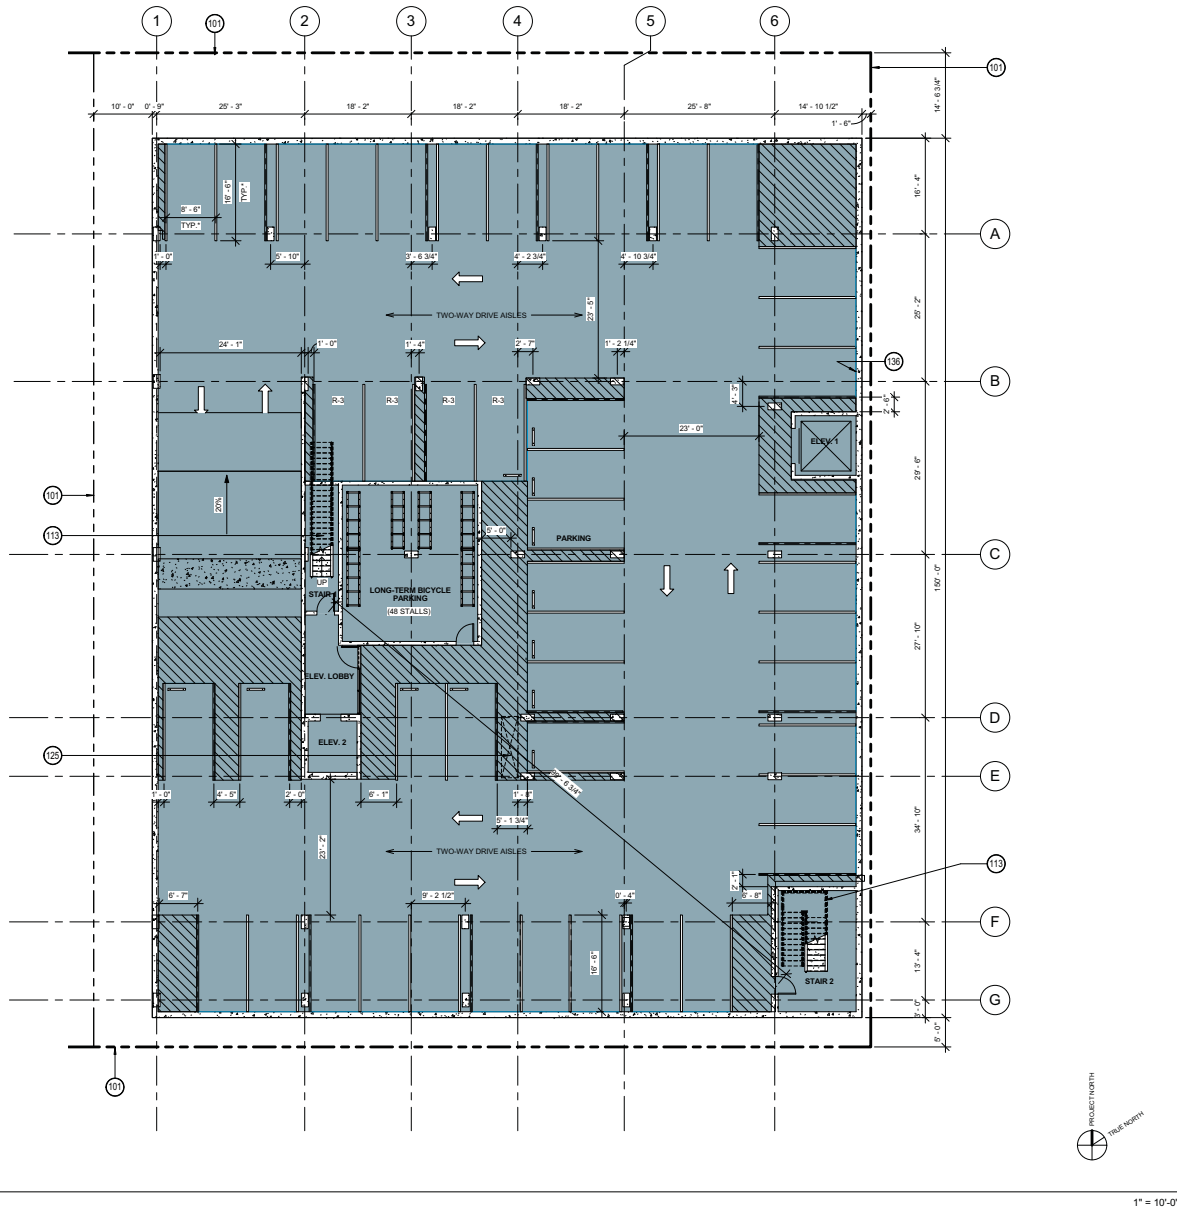 1 2 3 4 5 6
101
101
10' - 0" 0' - 9" 25' - 3" 18' - 2" 18' - 2" 18' - 2" 25' - 8" 14' - 10 1/2"
14' - 6 3/4"
1' - 6"
16' - 6"
TYP.*
8' - 6"
TYP.*
16' - 4"
A
1' - 0" 5' - 10" 3' - 6 3/4" 4' - 2 3/4" 4' - 10 3/4"
25' - 2"
23' - 5"
TWO-WAY DRIVE AISLES
24' - 1" 1' - 0" 1' - 4" 2' - 7" 1' - 2 1/4"
136
B
4' - 3"
R-3 R-3 R-3 R-3
2' - 6"
23' - 0"
ELEV. 1
29' - 6"
101
20%
113
5' - 0"
PARKING
C
UP
STAIR 1
LONG-TERM BICYCLE
PARKING
(48 STALLS)
150' - 0"
27' - 10"
ELEV. LOBBY
D
ELEV. 2
125
E
98' - 6 3/4"
1' - 0" 4' - 5" 2' - 0" 6' - 1" 1' - 8"
5' - 1 3/4"
34' - 10"
23' - 2"
TWO-WAY DRIVE AISLES
113
2' - 1"
6' - 7" 9' - 2 1/2" 0' - 4" 6' - 8"
F
16' - 6"
13' - 4"
STAIR 2
G
3' - 0"
5' - 0"
101
PROJECT NORTH
TRUE NORTH
1" = 10'-0"